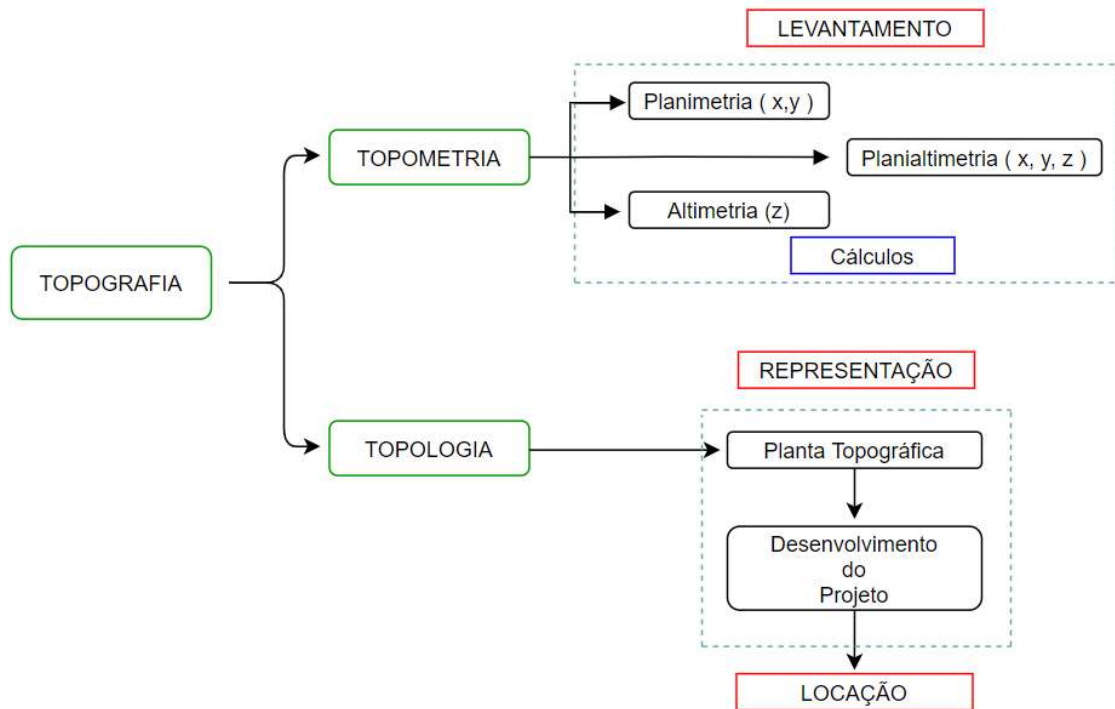 LEVANTAMENTO
Planimetria ( x,y )
TOPOMETRIA
Planialtimetria ( x, y, z )
Altimetria (z)
Cálculos
TOPOGRAFIA
REPRESENTAÇÃO
TOPOLOGIA
Planta Topográfica
Desenvolvimento
do
Projeto
LOCAÇÃO